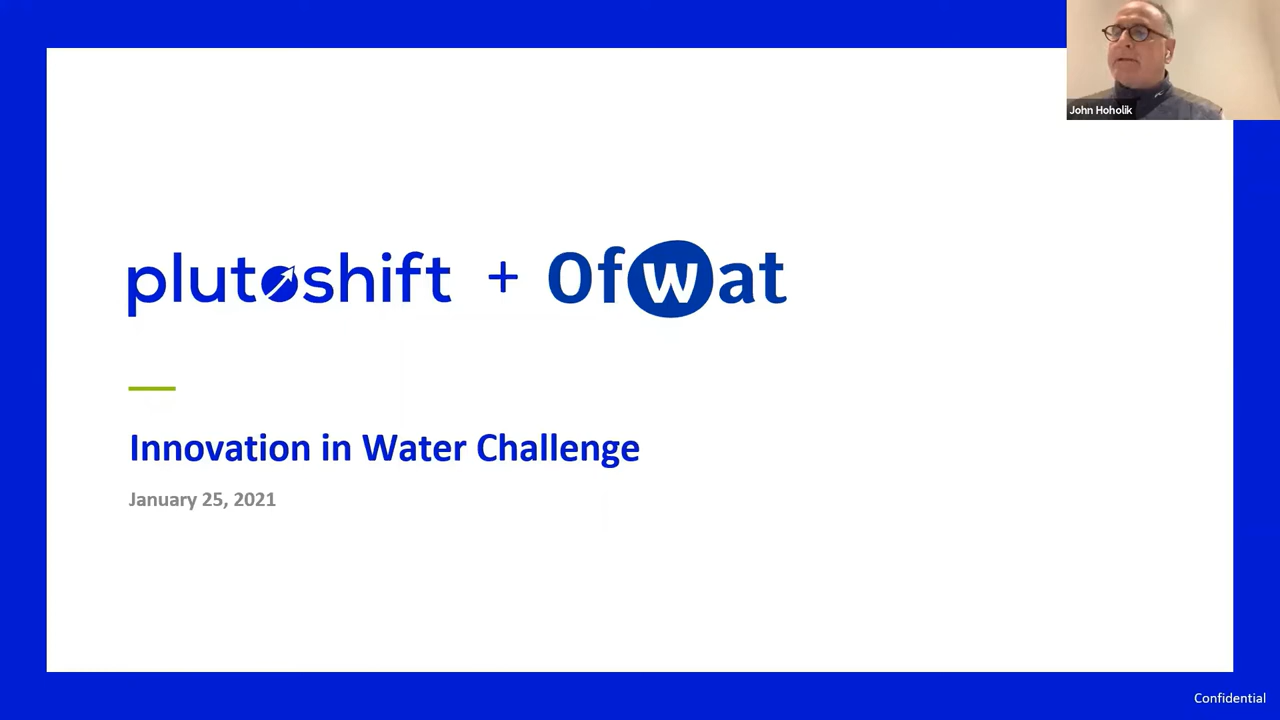 John Hoholik
plutoshift + Ofwat
Innovation in Water Challenge
January 25, 2021
Confidential